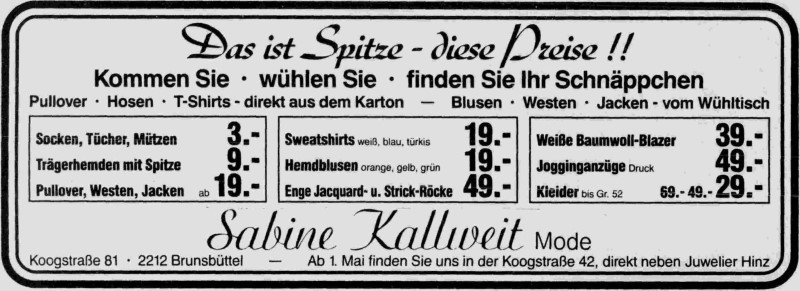 Das ist Spitze - diese Preise !!
Kommen Sie · wühlen Sie · finden Sie Ihr Schnäppchen
Pullover · Hosen · T-Shirts - direkt aus dem Karton — Blusen · Westen · Jacken - vom Wühltisch
Socken, Tücher, Mützen 3.-
Trägerhemden mit Spitze 9.-
Pullover, Westen, Jacken ab 19.-
Sweatshirts weiß, blau, türkis 19.-
Hemdblusen orange, gelb, grün 19.-
Enge Jacquard- u. Strick-Röcke 49.-
Weiße Baumwoll-Blazer 39.-
Jogginganzüge Druck 49.-
Kleider bis Gr. 52 69.- 49.- 29.-
Sabine Kallweit Mode
Koogstraße 81 · 2212 Brunsbüttel — Ab 1. Mai finden Sie uns in der Koogstraße 42, direkt neben Juwelier Hinz